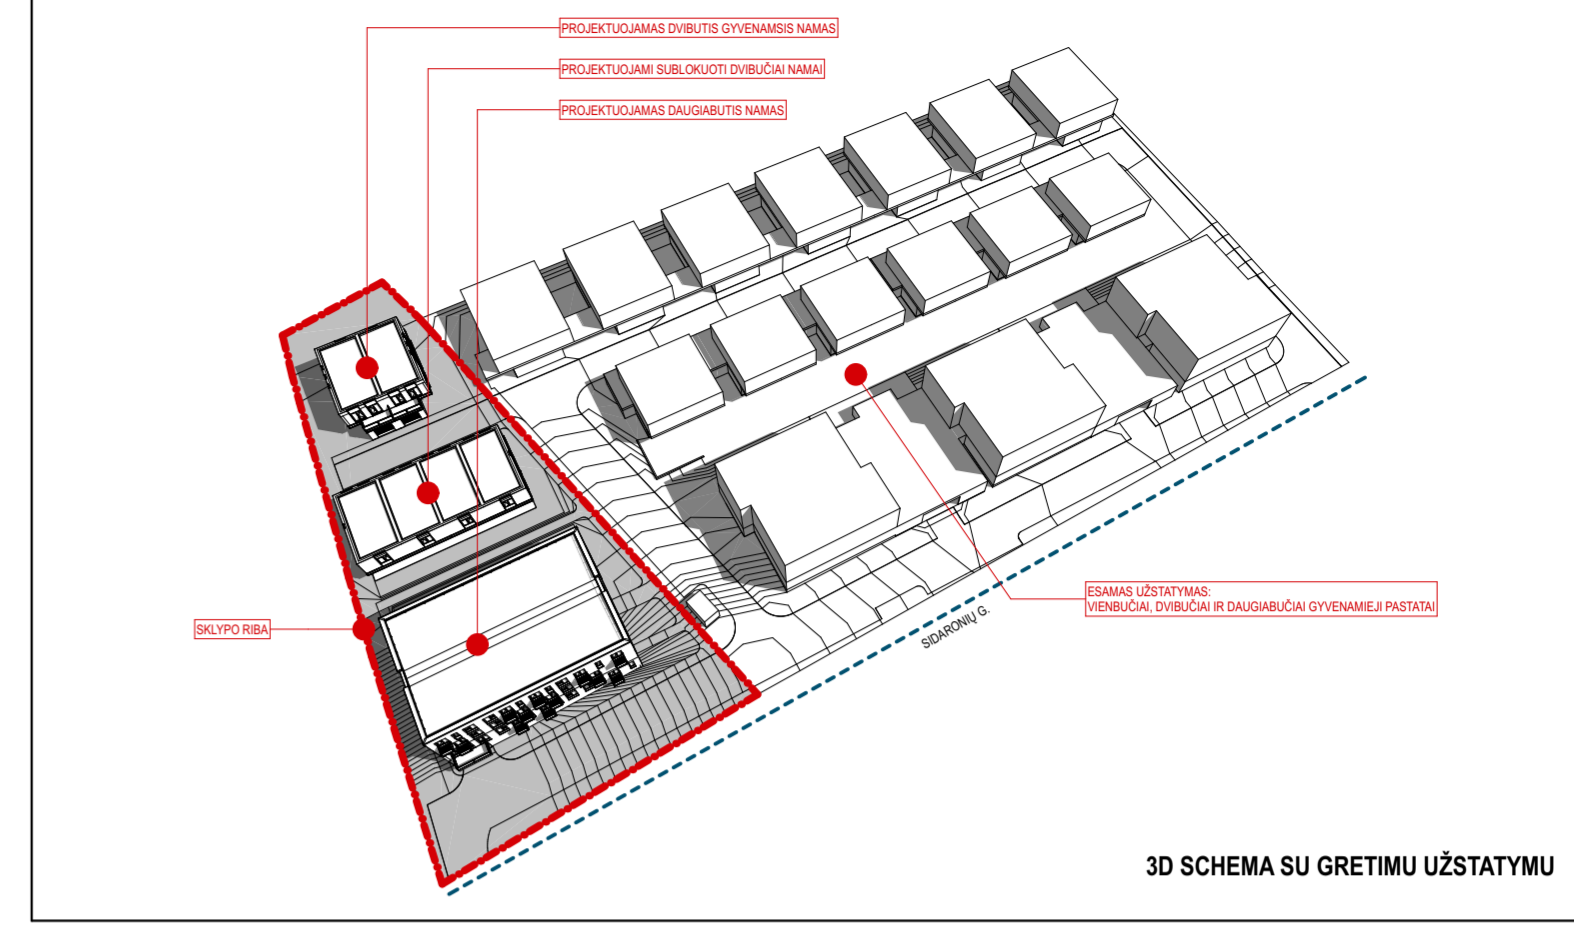 PROJEKTUOJAMAS DVIBUTIS GYVENAMSIS NAMAS
PROJEKTUOJAMI SUBLOKUOTI DVIBUČIAI NAMAI
PROJEKTUOJAMAS DAUGIABUTIS NAMAS
SKLYPO RIBA
ESAMAS UŽSTATYMAS:
VIENBUČIAI, DVIBUČIAI IR DAUGIABUČIAI GYVENAMIEJI PASTATAI
SIDARONIŲ G.
3D SCHEMA SU GRETIMU UŽSTATYMU